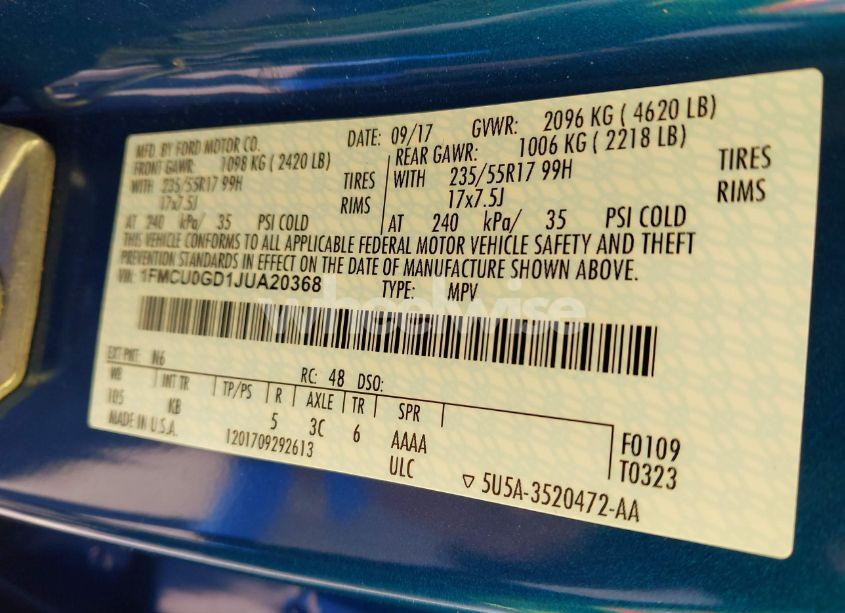 MFD. BY FORD MOTOR CO. DATE: 09/17 GVWR: 2096 KG ( 4620 LB)
FRONT GAWR: 1098 KG ( 2420 LB) REAR GAWR: 1006 KG ( 2218 LB)
WITH 235/55R17 99H TIRES WITH 235/55R17 99H TIRES
17x7.5J RIMS 17x7.5J RIMS
AT 240 kPa/ 35 PSI COLD AT 240 kPa/ 35 PSI COLD
THIS VEHICLE CONFORMS TO ALL APPLICABLE FEDERAL MOTOR VEHICLE SAFETY AND THEFT
PREVENTION STANDARDS IN EFFECT ON THE DATE OF MANUFACTURE SHOWN ABOVE.
VIN: 1FMCU0GD1JUA20368 TYPE: MPV
wheelwise
EXT PNT: N6 RC: 48 DSO:
WB INT TR TP/PS R AXLE TR SPR
105 KB 5 3C 6 AAAA F0109
MADE IN U.S.A. 1201709292613 ULC T0323
▽ 5U5A-3520472-AA